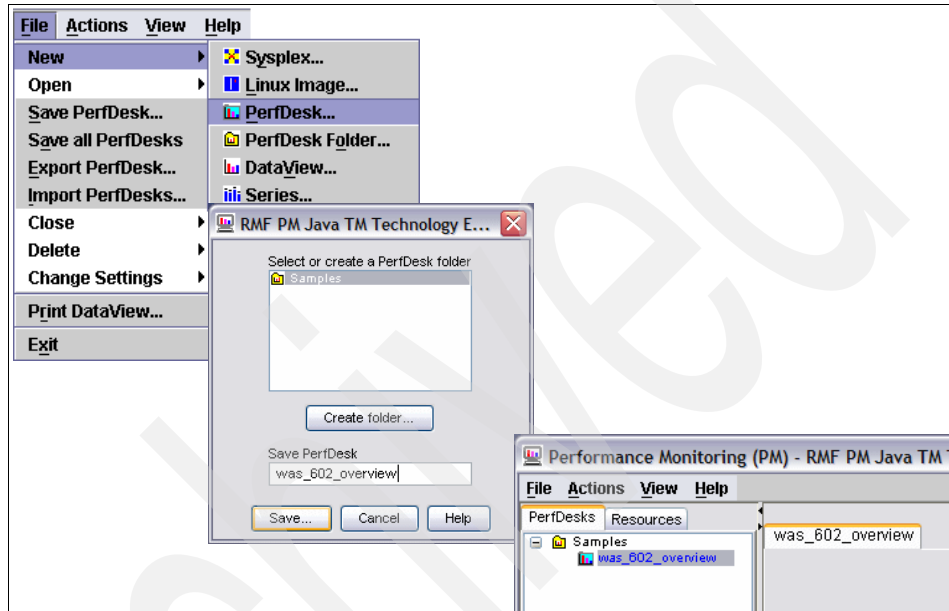 File Actions View Help
New
Open
Save PerfDesk...
Save all PerfDesks
Export PerfDesk...
Import PerfDesks...
Close
Delete
Change Settings
Print DataView...
Exit
Sysplex...
Linux Image...
PerfDesk...
PerfDesk Folder...
DataView...
Series...
RMF PM Java TM Technology E...
Select or create a PerfDesk folder
Samples
Create folder...
Save PerfDesk
was_602_overview
Save... Cancel Help
Performance Monitoring (PM) - RMF PM Java TM
File Actions View Help
PerfDesks Resources
Samples
was_602_overview
was_602_overview